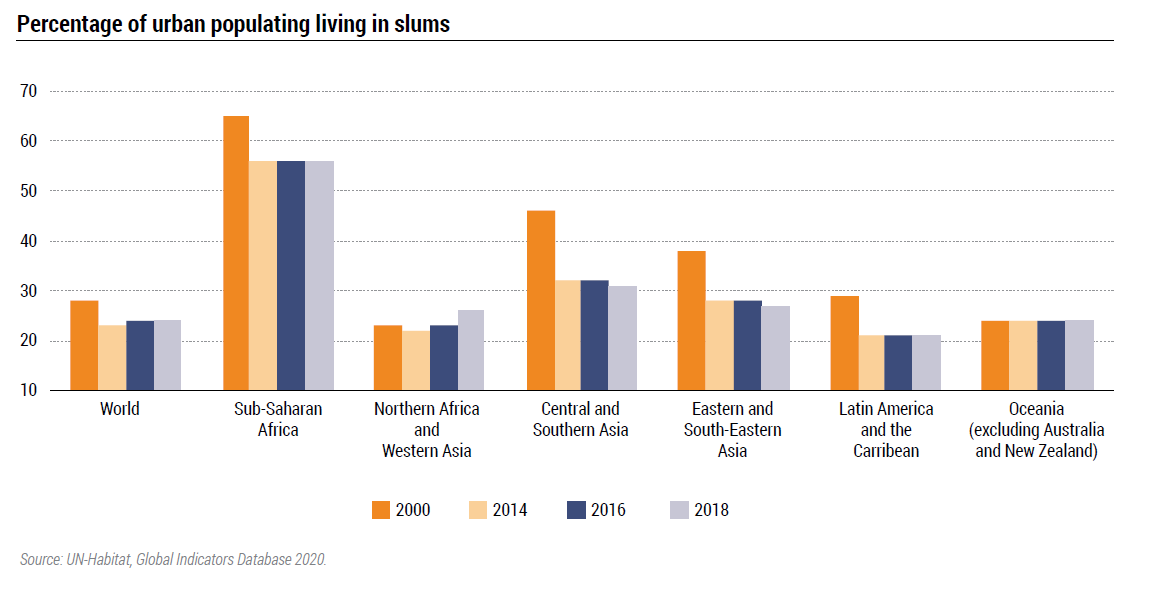 Percentage of urban populating living in slums
70
60
50
40
30
20
10
World
Sub-Saharan
Africa
Northern Africa
and
Western Asia
Central and
Southern Asia
Eastern and
South-Eastern
Asia
Latin America
and the
Carribean
Oceania
(excluding Australia
and New Zealand)
2000
2014
2016
2018
Source: UN-Habitat, Global Indicators Database 2020.